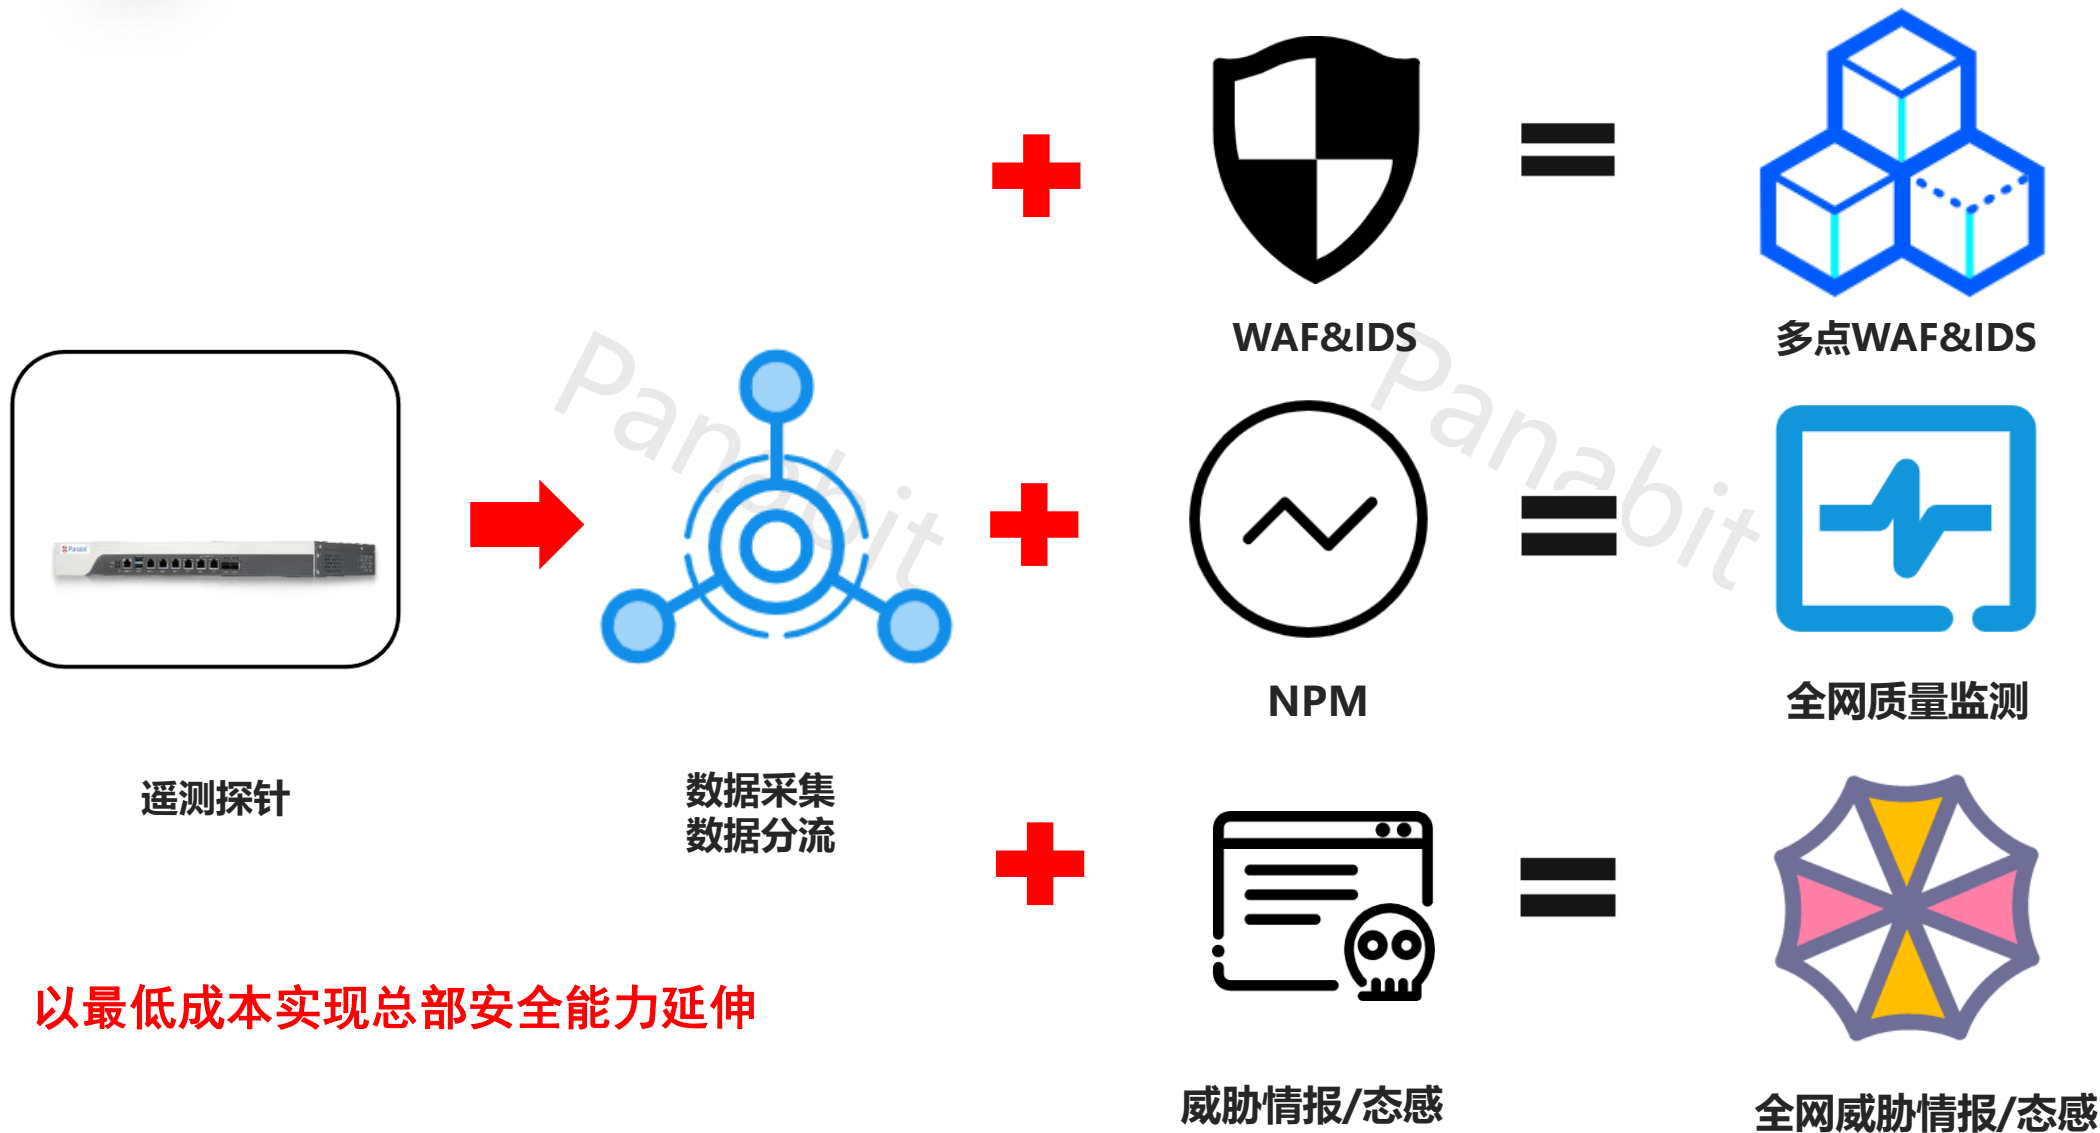 WAF&IDS
多点WAF&IDS
Panabit
Panabit
Panabit
NPM
全网质量监测
遥测探针
数据采集
数据分流
以最低成本实现总部安全能力延伸
威胁情报/态感
全网威胁情报/态感